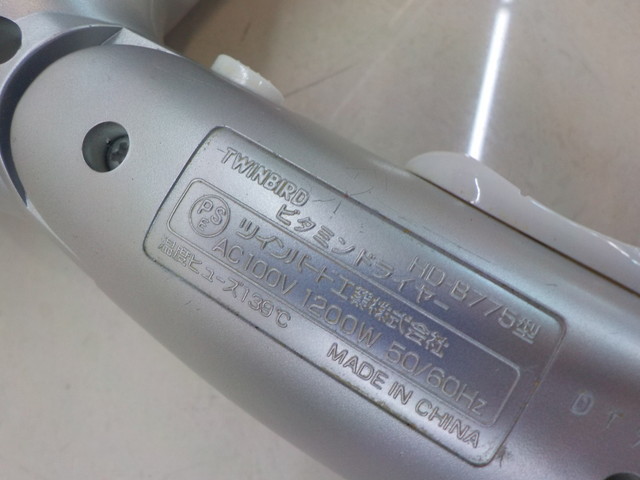 TWINBIRD
ビタミンドライヤー HD-B775型
PS
E
ツインバード工業株式会社
AC100V 1200W 50/60Hz
温度ヒューズ139℃
MADE IN CHINA
D T